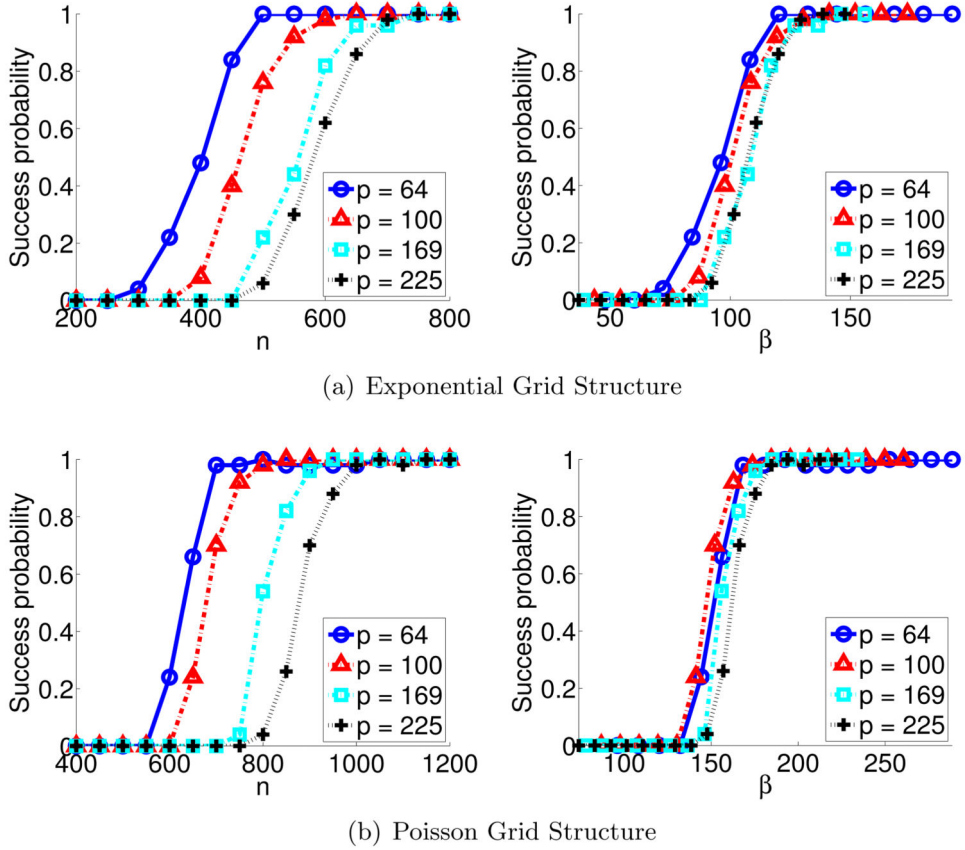 Success probability
1
0.8
0.6
0.4
0.2
0
200 400 600 800
n
p = 64
p = 100
p = 169
p = 225
Success probability
1
0.8
0.6
0.4
0.2
0
50 100 150
β
p = 64
p = 100
p = 169
p = 225
(a) Exponential Grid Structure
Success probability
1
0.8
0.6
0.4
0.2
0
400 600 800 1000 1200
n
p = 64
p = 100
p = 169
p = 225
Success probability
1
0.8
0.6
0.4
0.2
0
100 150 200 250
β
p = 64
p = 100
p = 169
p = 225
(b) Poisson Grid Structure